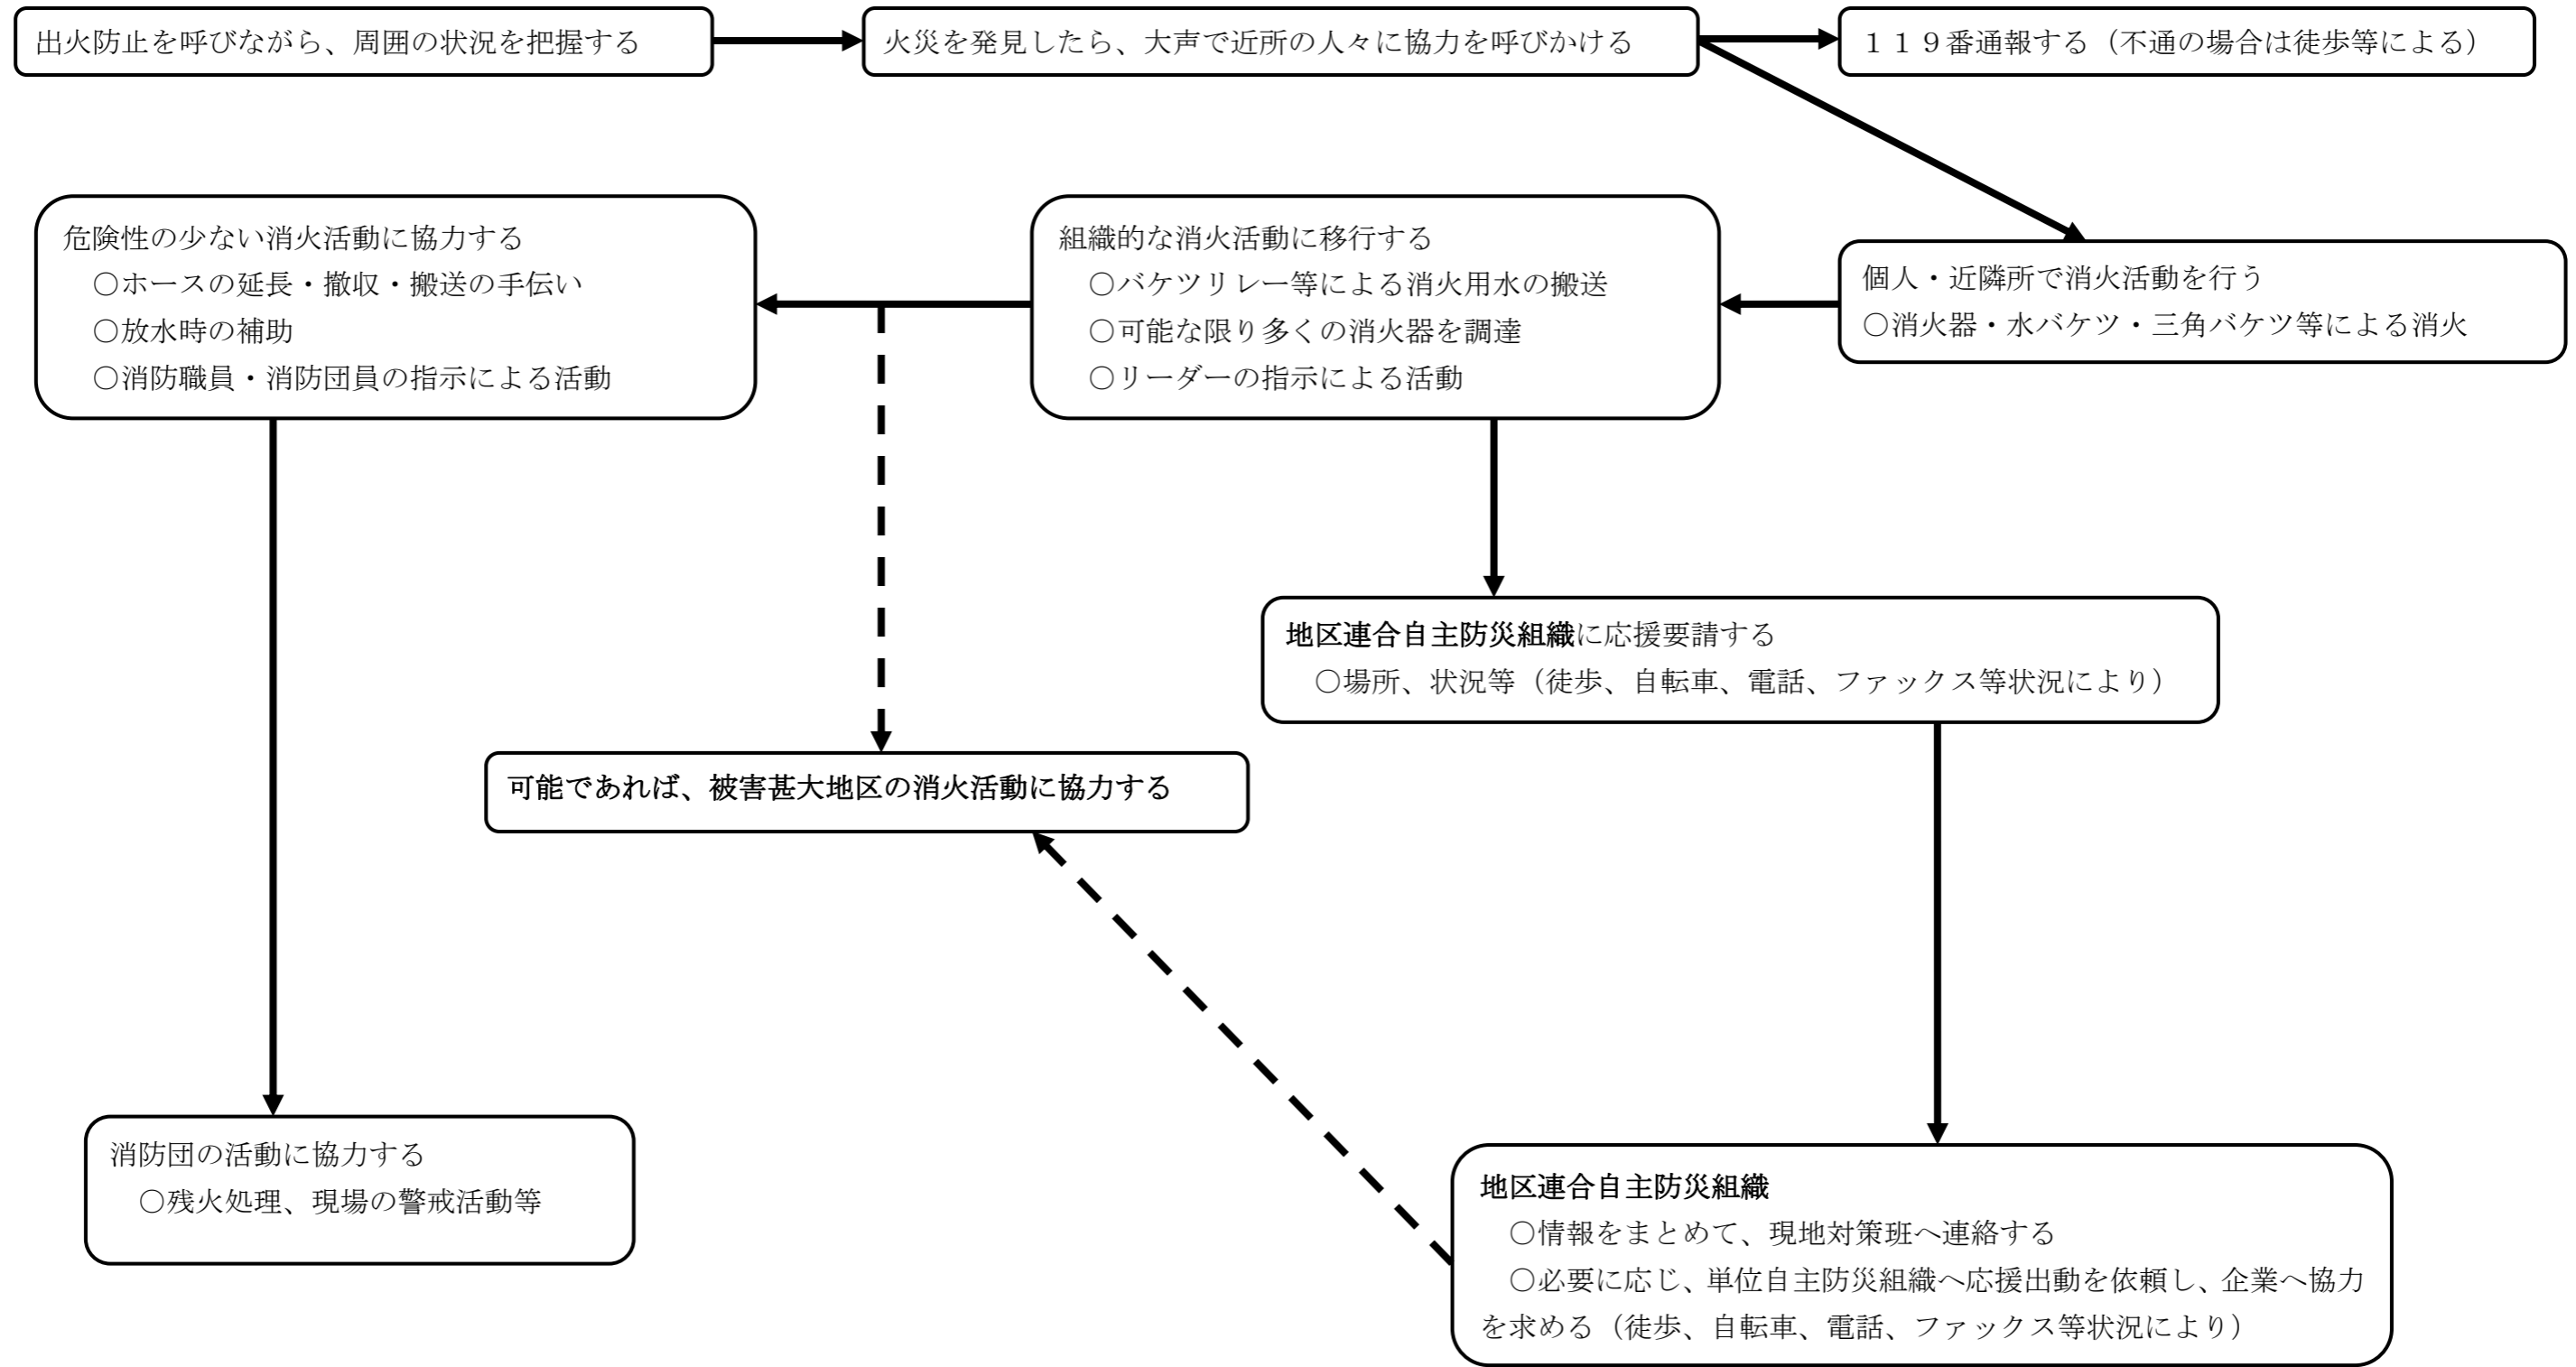 出火防止を呼びながら、周囲の状況を把握する
火災を発見したら、大声で近所の人々に協力を呼びかける
１１９番通報する（不通の場合は徒歩等による）
危険性の少ない消火活動に協力する
○ホースの延長・撤収・搬送の手伝い
○放水時の補助
○消防職員・消防団員の指示による活動
組織的な消火活動に移行する
○バケツリレー等による消火用水の搬送
○可能な限り多くの消火器を調達
○リーダーの指示による活動
個人・近隣所で消火活動を行う
○消火器・水バケツ・三角バケツ等による消火
地区連合自主防災組織に応援要請する
○場所、状況等（徒歩、自転車、電話、ファックス等状況により）
可能であれば、被害甚大地区の消火活動に協力する
消防団の活動に協力する
○残火処理、現場の警戒活動等
地区連合自主防災組織
○情報をまとめて、現地対策班へ連絡する
○必要に応じ、単位自主防災組織へ応援出動を依頼し、企業へ協力
を求める（徒歩、自転車、電話、ファックス等状況により）